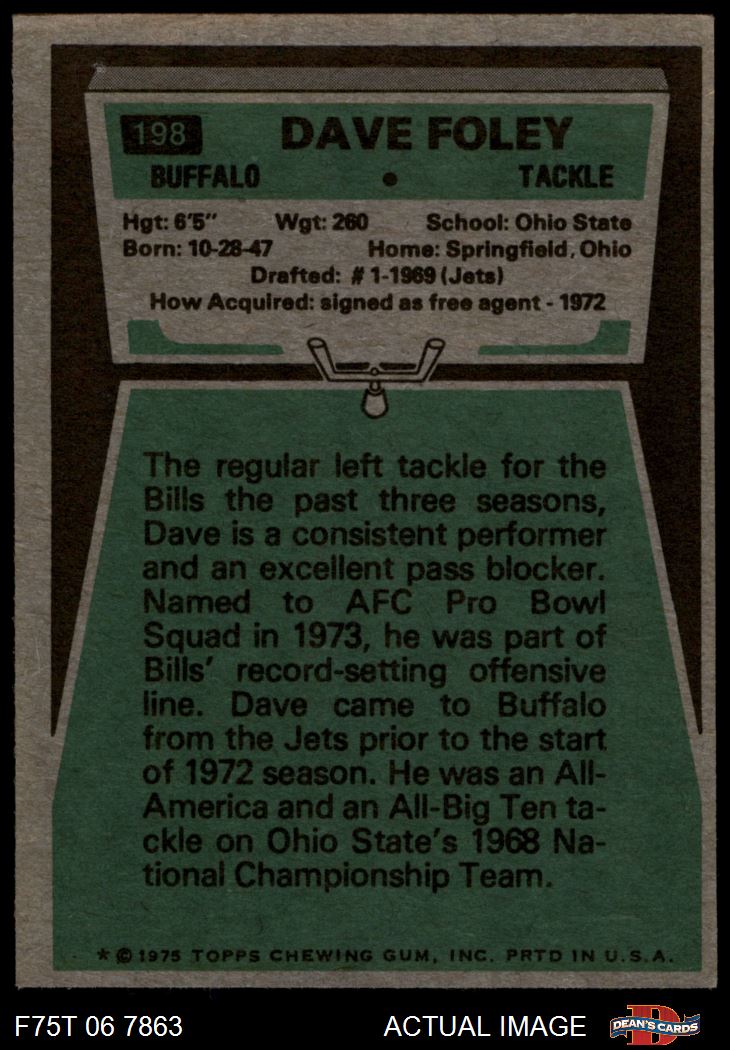 198 DAVE FOLEY
BUFFALO • TACKLE
Hgt: 6'5" Wgt: 260 School: Ohio State
Born: 10-28-47 Home: Springfield, Ohio
Drafted: #1-1969 (Jets)
How Acquired: signed as free agent - 1972
The regular left tackle for the
Bills the past three seasons,
Dave is a consistent performer
and an excellent pass blocker.
Named to AFC Pro Bowl
Squad in 1973, he was part of
Bills' record-setting offensive
line. Dave came to Buffalo
from the Jets prior to the start
of 1972 season. He was an All-
America and an All-Big Ten ta-
ckle on Ohio State's 1968 Na-
tional Championship Team.
* © 1975 TOPPS CHEWING GUM, INC. PRTD IN U.S.A.
F75T 06 7863 ACTUAL IMAGE D DEAN'S CARDS